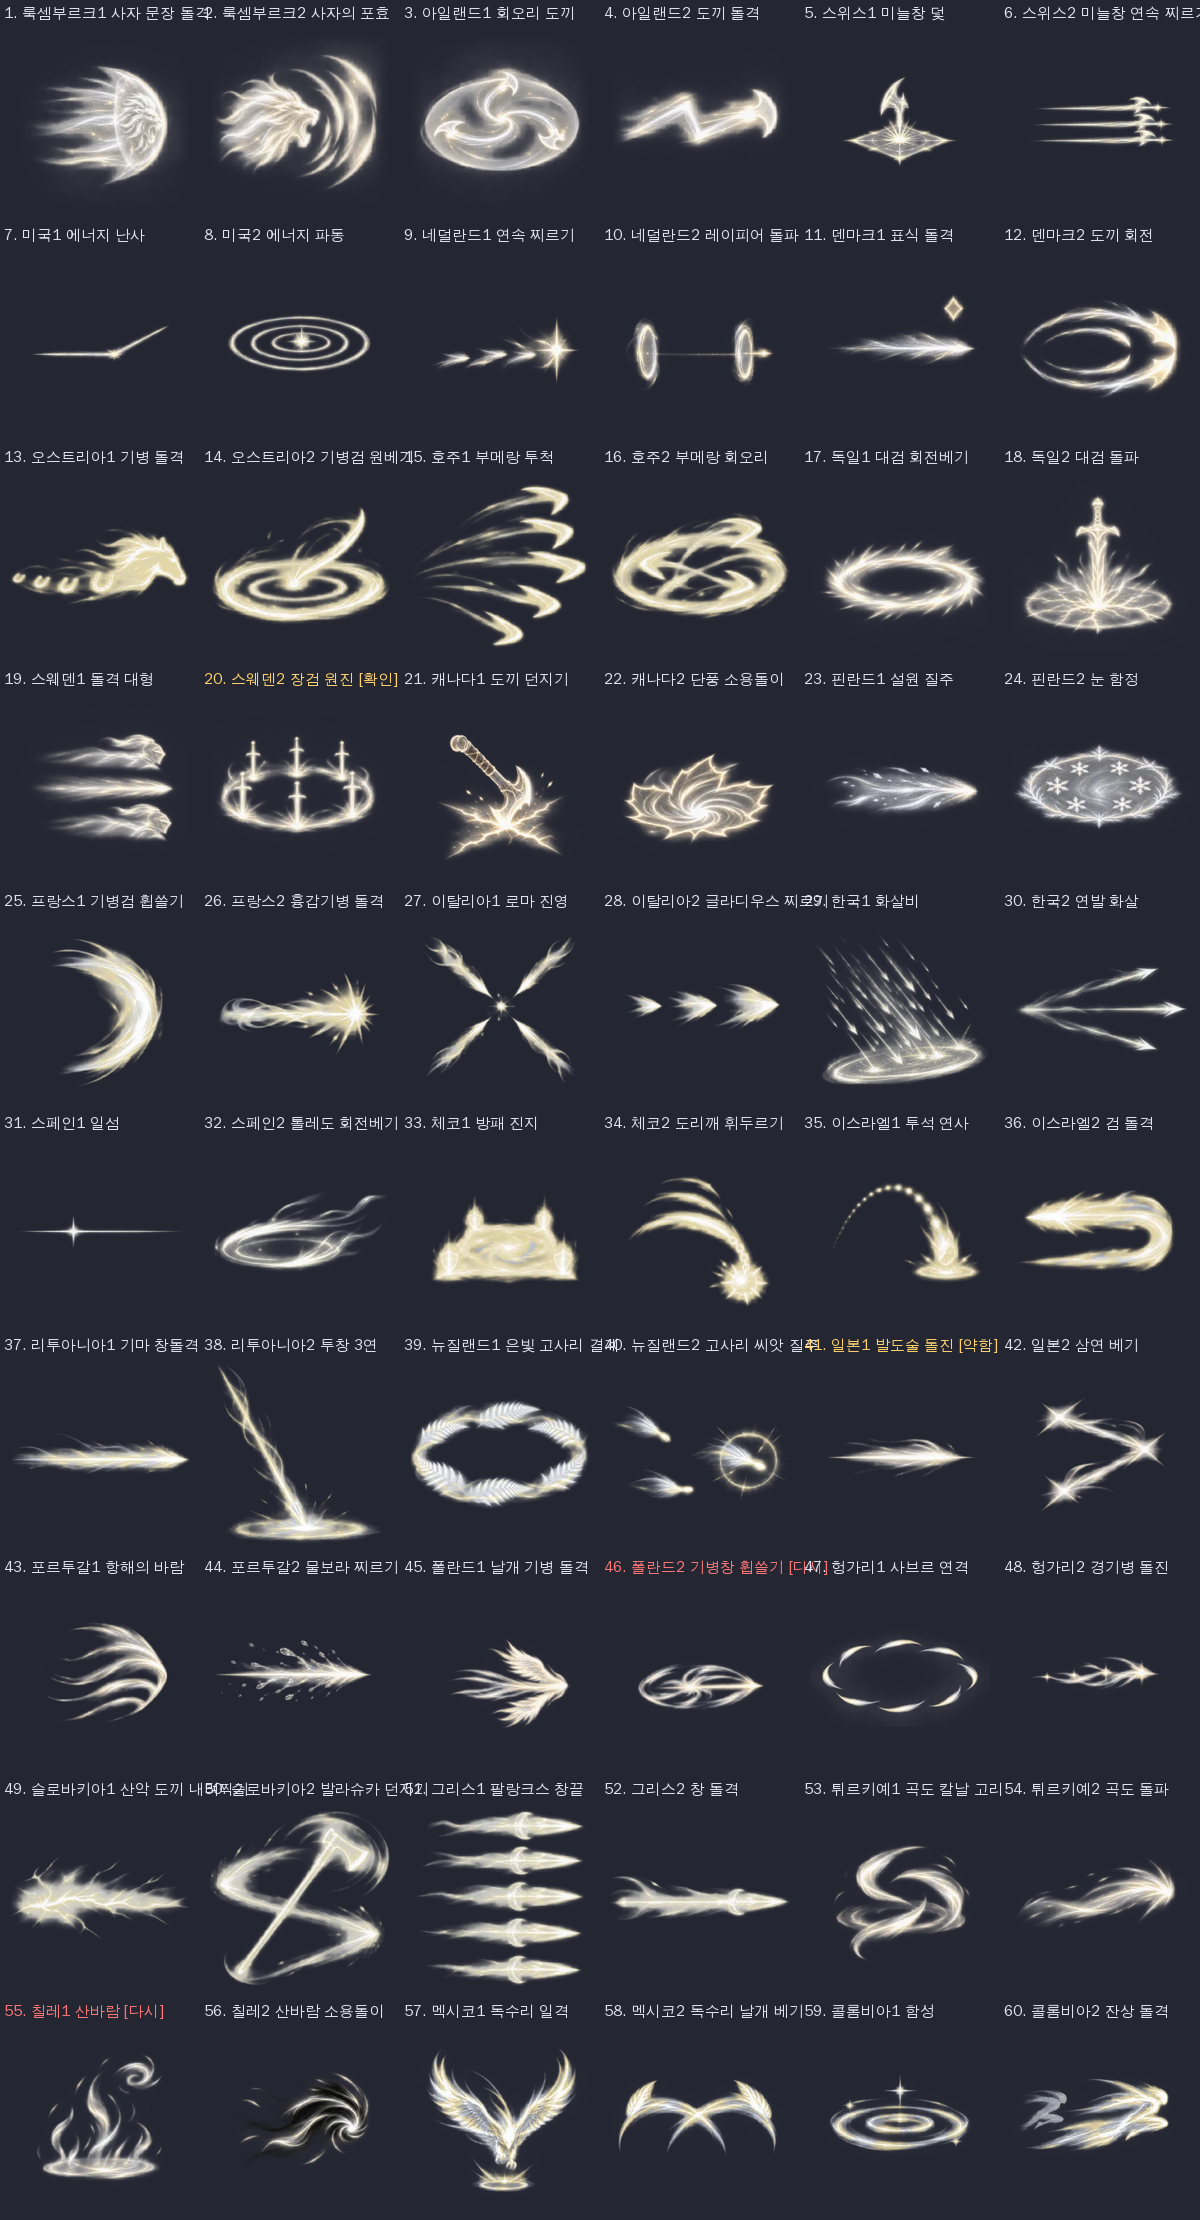 1. 룩셈부르크1 사자 문장 돌격
2. 룩셈부르크2 사자의 포효
3. 아일랜드1 회오리 도끼
4. 아일랜드2 도끼 돌격
5. 스위스1 미늘창 덫
6. 스위스2 미늘창 연속 찌르기
7. 미국1 에너지 난사
8. 미국2 에너지 파동
9. 네덜란드1 연속 찌르기
10. 네덜란드2 레이피어 돌파
11. 덴마크1 표식 돌격
12. 덴마크2 도끼 회전
13. 오스트리아1 기병 돌격
14. 오스트리아2 기병검 원베기
15. 호주1 부메랑 투척
16. 호주2 부메랑 회오리
17. 독일1 대검 회전베기
18. 독일2 대검 돌파
19. 스웨덴1 돌격 대형
20. 스웨덴2 장검 원진 [확인]
21. 캐나다1 도끼 던지기
22. 캐나다2 단풍 소용돌이
23. 핀란드1 설원 질주
24. 핀란드2 눈 함정
25. 프랑스1 기병검 휩쓸기
26. 프랑스2 흉갑기병 돌격
27. 이탈리아1 로마 진영
28. 이탈리아2 글라디우스 찌르기
29. 한국1 화살비
30. 한국2 연발 화살
31. 스페인1 일섬
32. 스페인2 톨레도 회전베기
33. 체코1 방패 진지
34. 체코2 도리깨 휘두르기
35. 이스라엘1 투석 연사
36. 이스라엘2 검 돌격
37. 리투아니아1 기마 창돌격
38. 리투아니아2 투창 3연
39. 뉴질랜드1 은빛 고사리 결계
40. 뉴질랜드2 고사리 씨앗 질주
41. 일본1 발도술 돌진 [약함]
42. 일본2 삼연 베기
43. 포르투갈1 항해의 바람
44. 포르투갈2 물보라 찌르기
45. 폴란드1 날개 기병 돌격
46. 폴란드2 기병창 휩쓸기 [다시]
47. 헝가리1 사브르 연격
48. 헝가리2 경기병 돌진
49. 슬로바키아1 산악 도끼 내려찍기
50. 슬로바키아2 발라슈카 던지기
51. 그리스1 팔랑크스 창끝
52. 그리스2 창 돌격
53. 튀르키예1 곡도 칼날 고리
54. 튀르키예2 곡도 돌파
55. 칠레1 산바람 [다시]
56. 칠레2 산바람 소용돌이
57. 멕시코1 독수리 일격
58. 멕시코2 독수리 날개 베기
59. 콜롬비아1 함성
60. 콜롬비아2 잔상 돌격